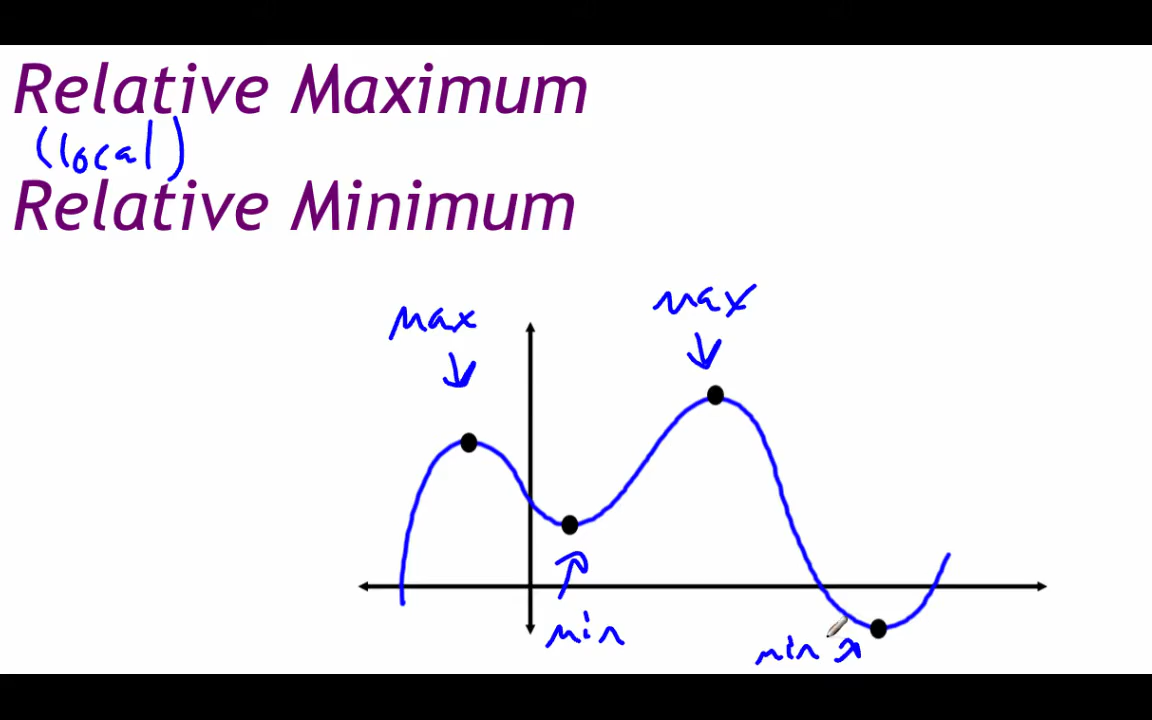 Relative Maximum
(local)
Relative Minimum
max
max
min
min